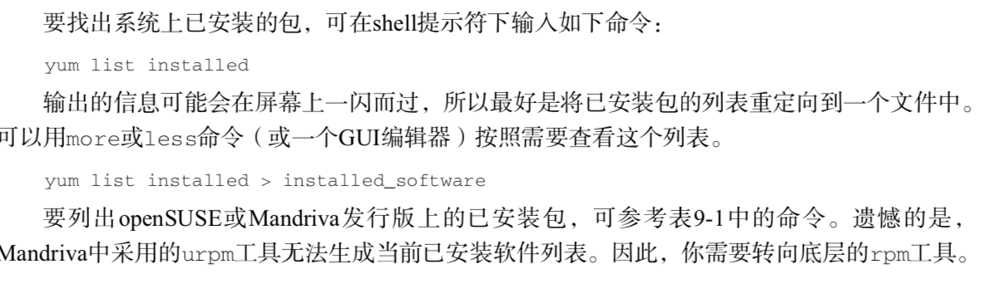 要找出系统上已安装的包，可在shell提示符下输入如下命令：
yum list installed
输出的信息可能会在屏幕上一闪而过，所以最好是将已安装包的列表重定向到一个文件中。
可以用more或less命令（或一个GUI编辑器）按照需要查看这个列表。
yum list installed > installed_software
要列出openSUSE或Mandriva发行版上的已安装包，可参考表9-1中的命令。遗憾的是，
Mandriva中采用的urpm工具无法生成当前已安装软件列表。因此，你需要转向底层的rpm工具。